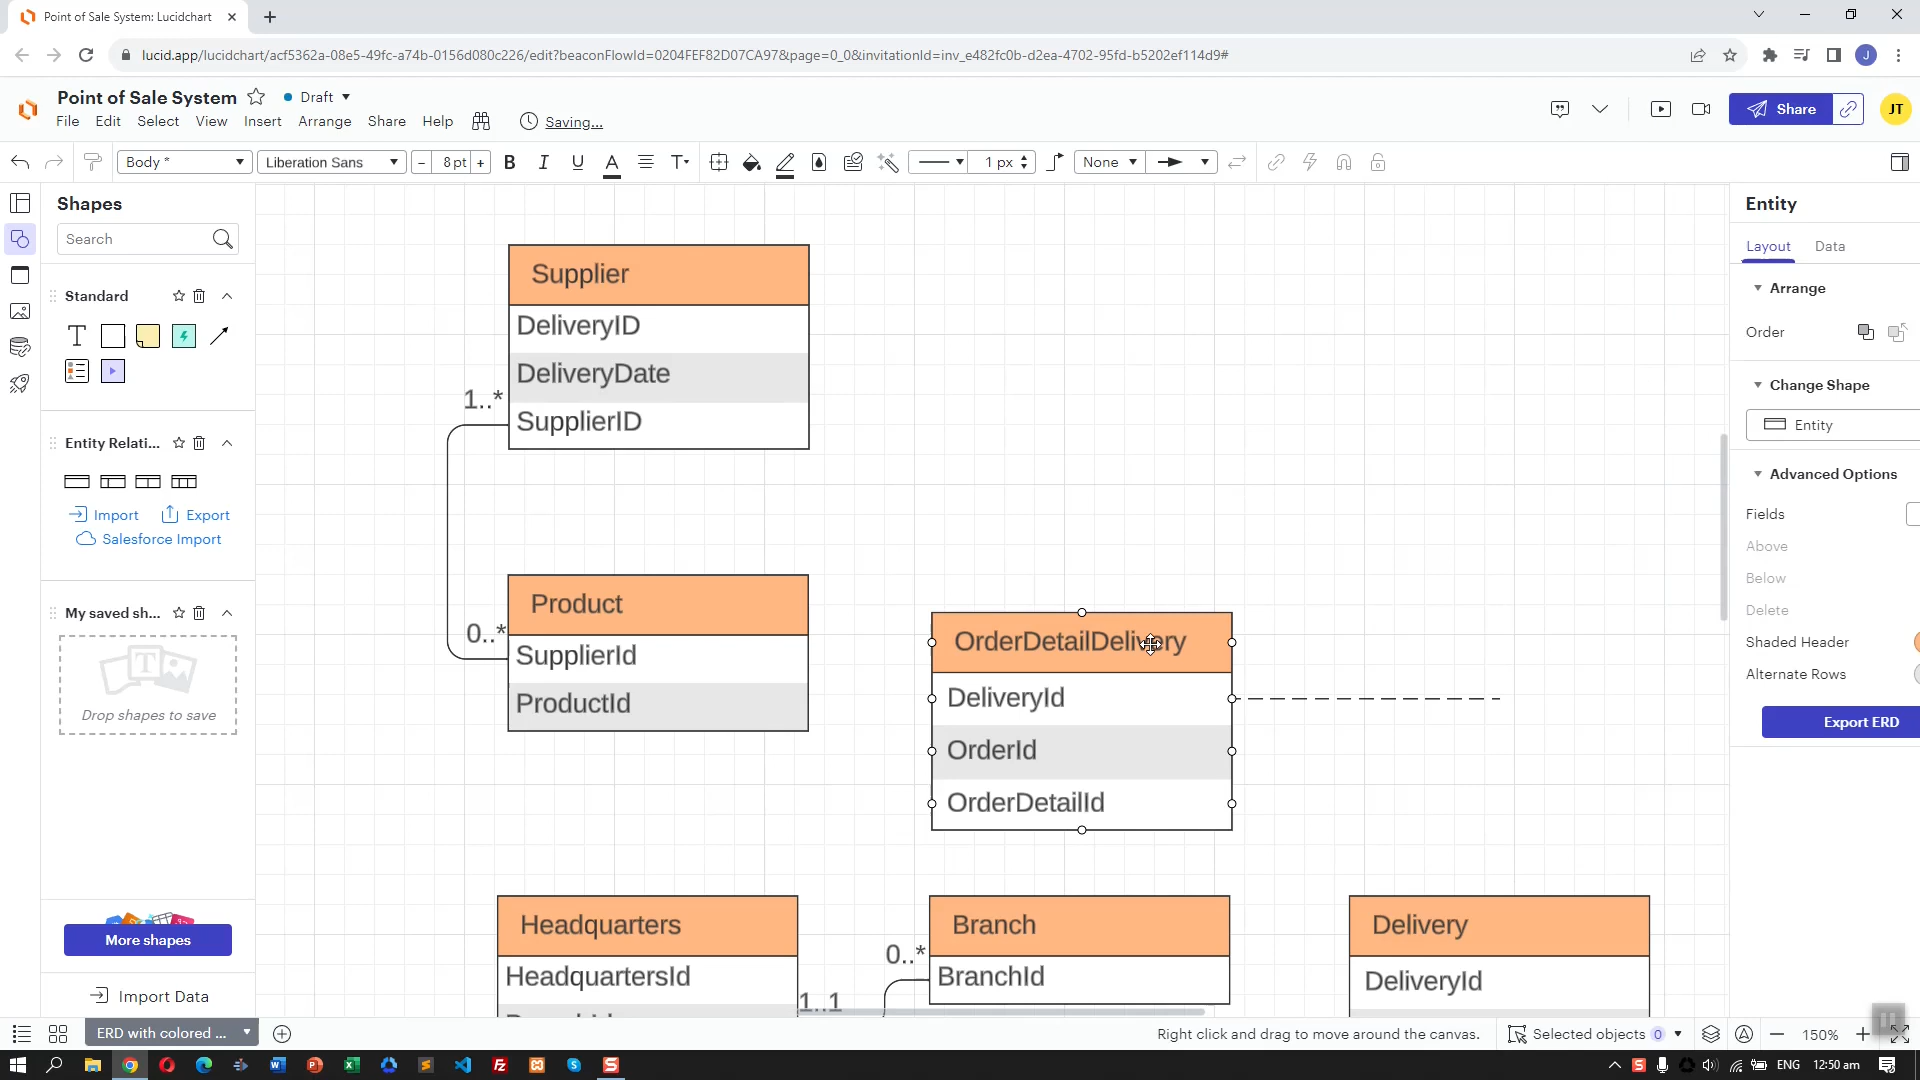 Point of Sale System: Lucidchart
lucid.app/lucidchart/acf5362a-08e5-49fc-a74b-0156d080c226/edit?beaconFlowId=0204FEF82D07CA97&page=0_0&invitationId=inv_e482fc0b-d2ea-4702-95fd-b5202ef114d9#
J
Point of Sale System
Draft
File Edit Select View Insert Arrange Share Help
Saving...
Share
JT
Body *
Liberation Sans
8 pt
B I U A T
1 px
None
Shapes
Search
Standard
T
Entity Relati...
Import
Export
Salesforce Import
My saved sh...
T
Drop shapes to save
More shapes
Import Data
Supplier
DeliveryID
DeliveryDate
SupplierID
1..*
0..*
Product
SupplierId
ProductId
OrderDetailDelivery
DeliveryId
OrderId
OrderDetailId
Headquarters
HeadquartersId
1..1
0..*
Branch
BranchId
Delivery
DeliveryId
Entity
Layout
Data
Arrange
Order
Change Shape
Entity
Advanced Options
Fields
Above
Below
Delete
Shaded Header
Alternate Rows
Export ERD
ERD with colored ...
Right click and drag to move around the canvas.
Selected objects 0
150%
ENG
12:50 am